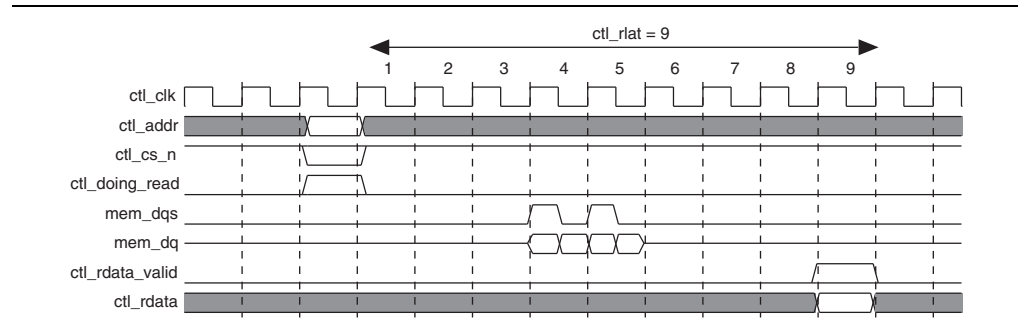 ctl_rlat = 9
1 2 3 4 5 6 7 8 9
ctl_clk
ctl_addr
ctl_cs_n
ctl_doing_read
mem_dqs
mem_dq
ctl_rdata_valid
ctl_rdata